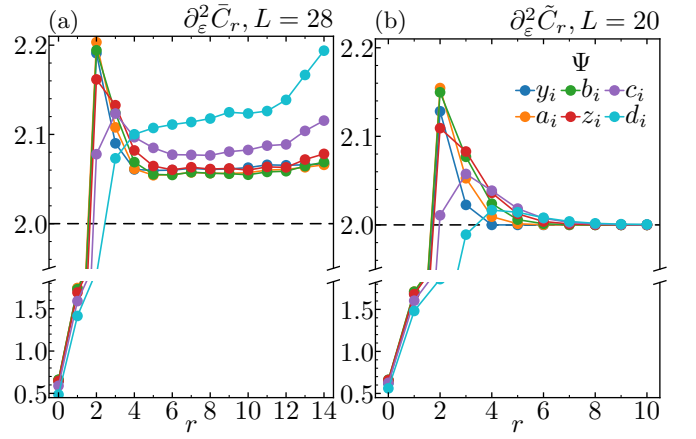 (a) ∂²_ε C̄_r, L = 28
(b) ∂²_ε C̃_r, L = 20
2.2
2.1
2.0
1.5
1.0
0.5
0 2 4 6 8 10 12 14
r
2.2
2.1
2.0
1.5
1.0
0.5
0 2 4 6 8 10
r
Ψ
y_i b_i c_i
a_i z_i d_i